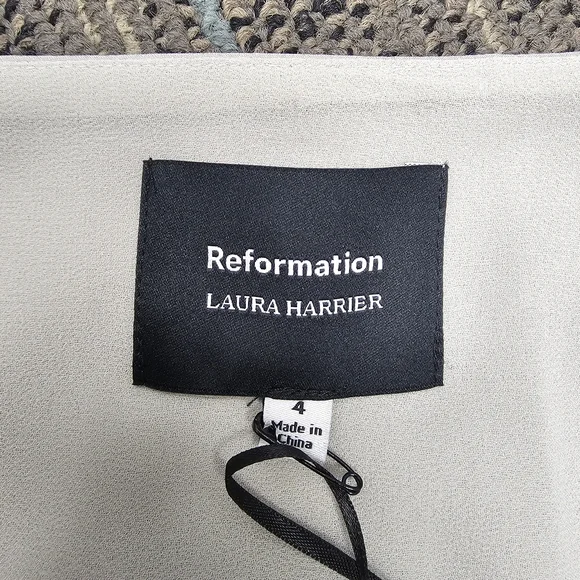 Reformation
LAURA HARRIER
4
Made in
China